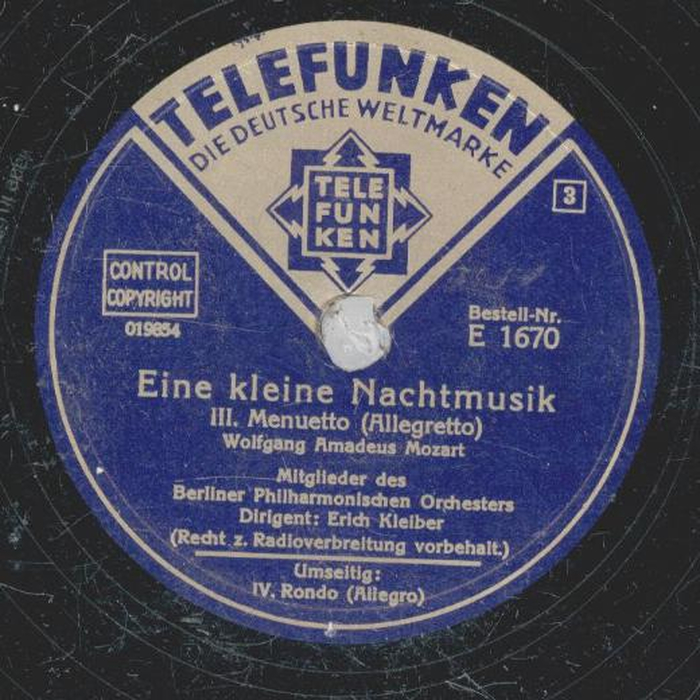 TELEFUNKEN
DIE DEUTSCHE WELTMARKE
TELE
FUN
KEN
3
CONTROL
COPYRIGHT
019854
Bestell-Nr.
E 1670
Eine kleine Nachtmusik
III. Menuetto (Allegretto)
Wolfgang Amadeus Mozart
Mitglieder des
Berliner Philharmonischen Orchesters
Dirigent: Erich Kleiber
(Recht z. Radioverbreitung vorbehalt.)
Umseitig:
IV. Rondo (Allegro)